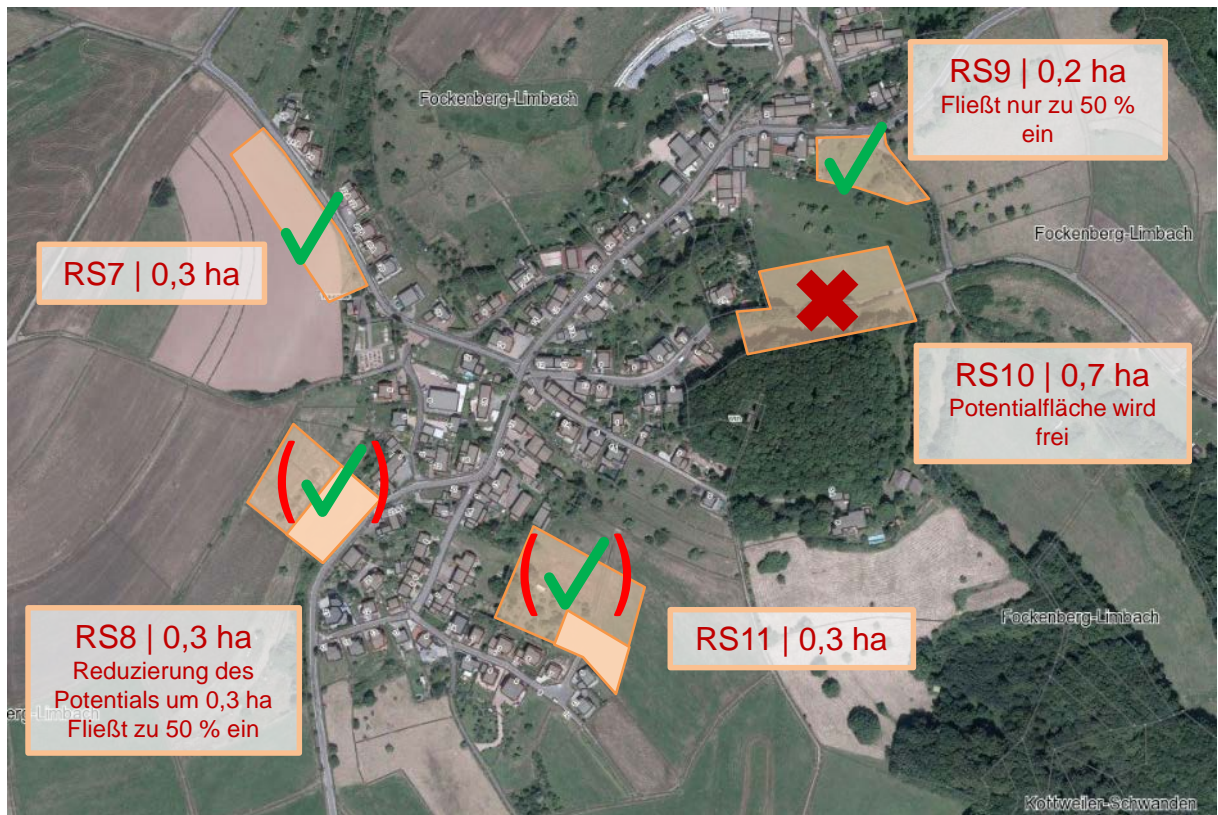 RS9 | 0,2 ha
Fließt nur zu 50 %
ein
Fockenberg-Limbach
Fockenberg-Limbach
RS7 | 0,3 ha
RS10 | 0,7 ha
Potentialfläche wird
frei
Fockenberg-Limbach
RS8 | 0,3 ha
Reduzierung des
Potentials um 0,3 ha
Fließt zu 50 % ein
RS11 | 0,3 ha
erg-Limbach
Kottweiler-Schwanden